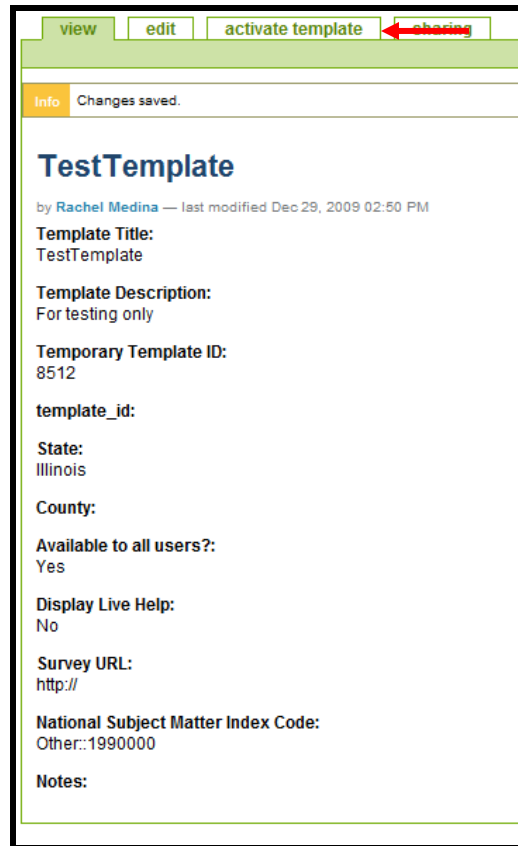 view edit activate template sharing
Info Changes saved.
TestTemplate
by Rachel Medina — last modified Dec 29, 2009 02:50 PM
Template Title:
TestTemplate
Template Description:
For testing only
Temporary Template ID:
8512
template_id:
State:
Illinois
County:
Available to all users?:
Yes
Display Live Help:
No
Survey URL:
http://
National Subject Matter Index Code:
Other::1990000
Notes: